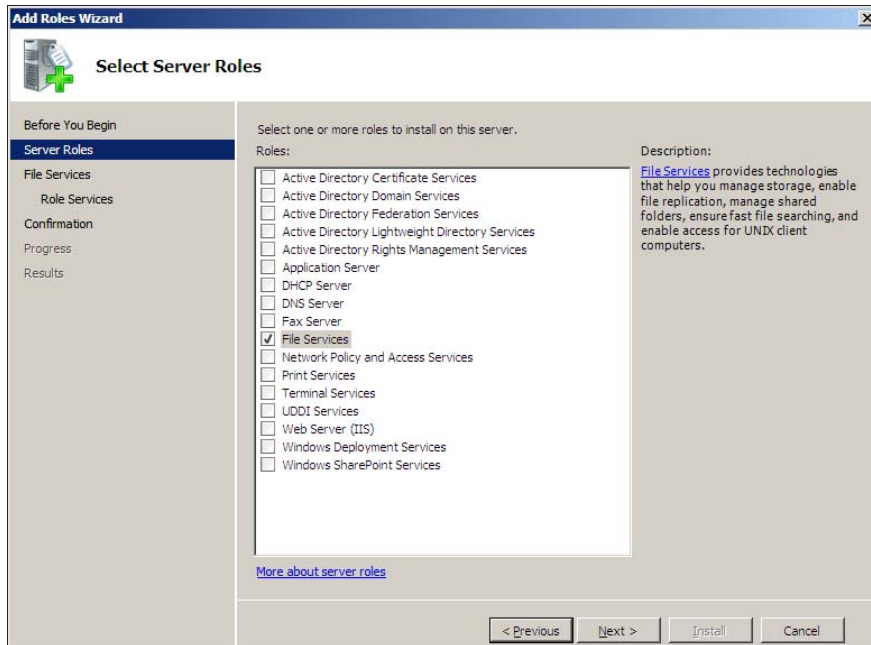 Add Roles Wizard
Select Server Roles
Before You Begin
Server Roles
File Services
Role Services
Confirmation
Progress
Results
Select one or more roles to install on this server.
Roles:
Active Directory Certificate Services
Active Directory Domain Services
Active Directory Federation Services
Active Directory Lightweight Directory Services
Active Directory Rights Management Services
Application Server
DHCP Server
DNS Server
Fax Server
File Services
Network Policy and Access Services
Print Services
Terminal Services
UDDI Services
Web Server (IIS)
Windows Deployment Services
Windows SharePoint Services
More about server roles
Description:
File Services provides technologies
that help you manage storage, enable
file replication, manage shared
folders, ensure fast file searching, and
enable access for UNIX client
computers.
< Previous
Next >
Install
Cancel